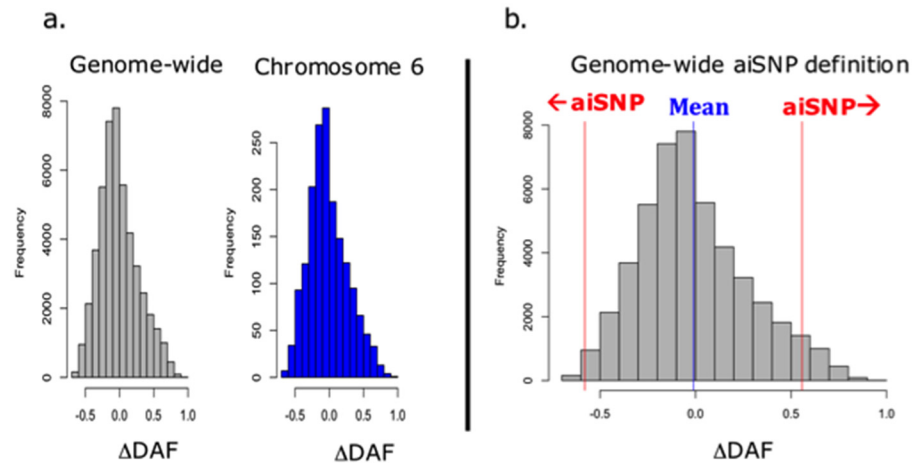 a.
Genome-wide
Frequency
0 2000 4000 6000 8000
-0.5 0.0 0.5 1.0
ΔDAF
Chromosome 6
Frequency
0 50 100 150 200 250
-0.5 0.0 0.5 1.0
ΔDAF
b.
Genome-wide aiSNP definition
←aiSNP Mean aiSNP→
Frequency
0 2000 4000 6000 8000
-0.5 0.0 0.5 1.0
ΔDAF